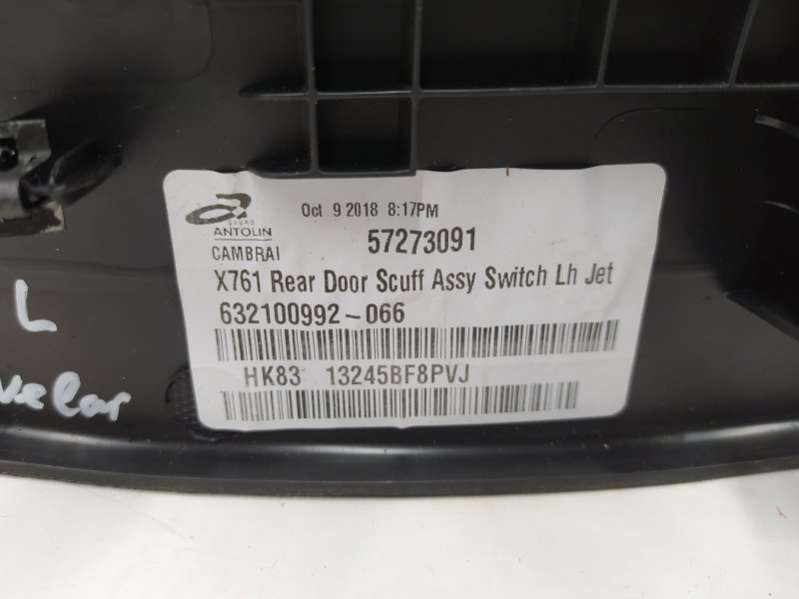 Oct 9 2018 8:17PM
GRUPO
ANTOLIN
57273091
CAMBRAI
X761 Rear Door Scuff Assy Switch Lh Jet
632100992-066
HK83 13245BF8PVJ
L
velar